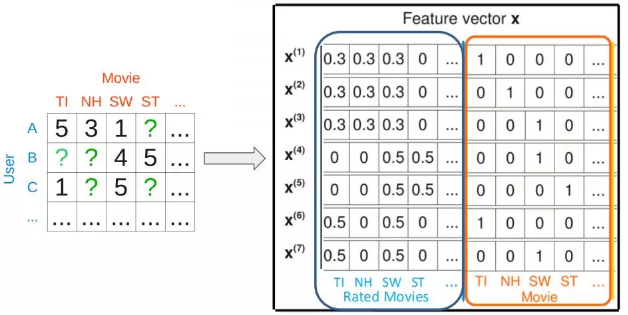 Movie
TI NH SW ST ...
User
A 5 3 1 ? ...
B ? ? 4 5 ...
C 1 ? 5 ? ...
... ... ... ... ... ...
Feature vector x
x(1) 0.3 0.3 0.3 0 ... 1 0 0 0 ...
x(2) 0.3 0.3 0.3 0 ... 0 1 0 0 ...
x(3) 0.3 0.3 0.3 0 ... 0 0 1 0 ...
x(4) 0 0 0.5 0.5 ... 0 0 1 0 ...
x(5) 0 0 0.5 0.5 ... 0 0 0 1 ...
x(6) 0.5 0 0.5 0 ... 1 0 0 0 ...
x(7) 0.5 0 0.5 0 ... 0 0 1 0 ...
TI NH SW ST ... TI NH SW ST ...
Rated Movies Movie